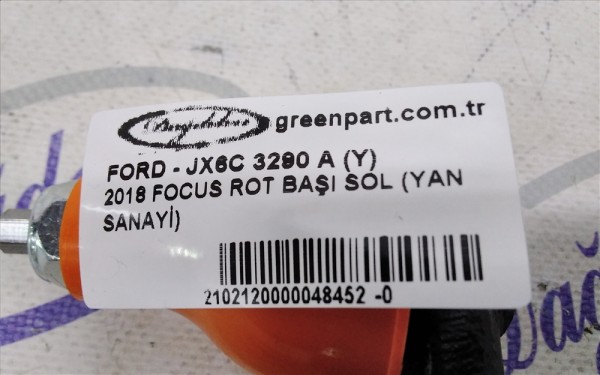 greenpart.com.tr
FORD - JX6C 3290 A (Y)
2018 FOCUS ROT BAŞI SOL (YAN
SANAYİ)
2102120000048452 -0